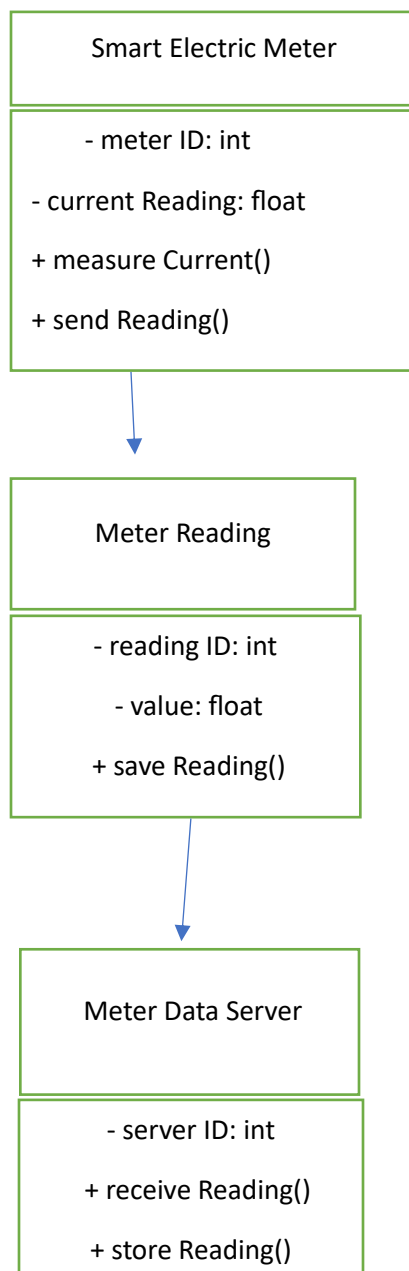 Smart Electric Meter
- meter ID: int
- current Reading: float
+ measure Current()
+ send Reading()
Meter Reading
- reading ID: int
- value: float
+ save Reading()
Meter Data Server
- server ID: int
+ receive Reading()
+ store Reading()